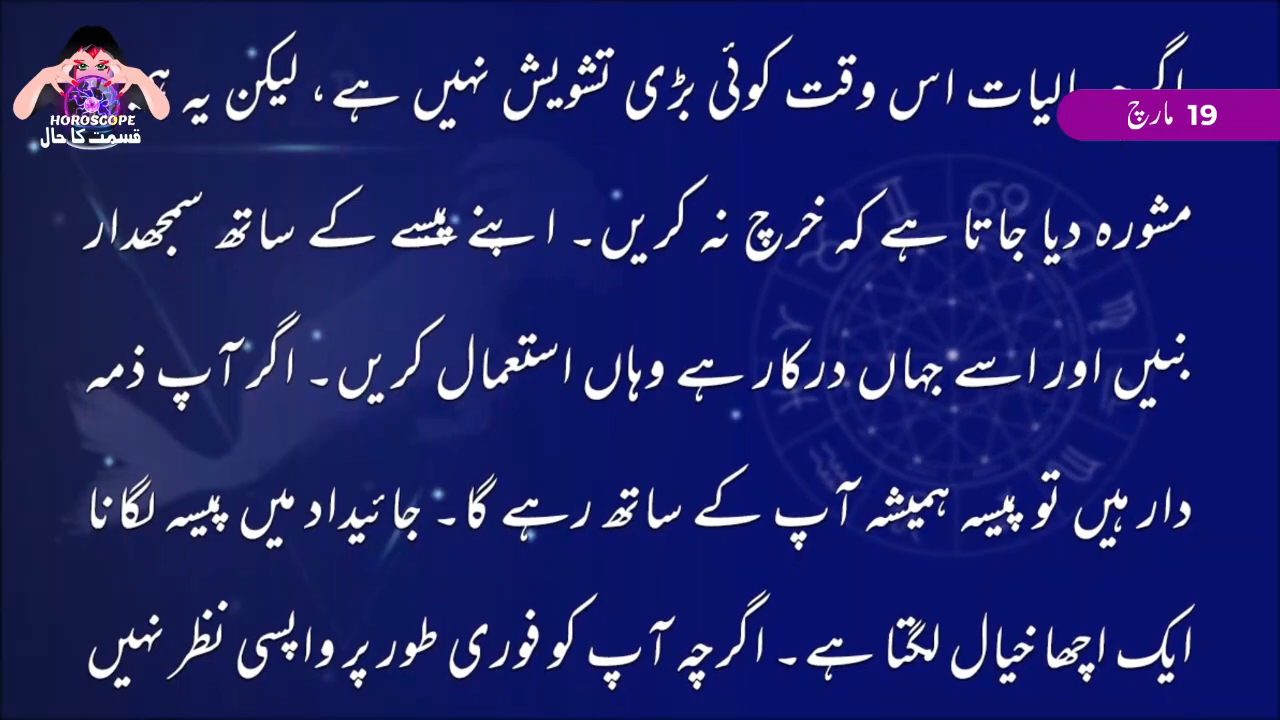 HOROSCOPE
قسمت کا حال
19 مارچ
اگرچہ مالیات اس وقت کوئی بڑی تشویش نہیں ہے، لیکن یہ
مشورہ دیا جاتا ہے کہ خرچ نہ کریں۔ اپنے پیسے کے ساتھ سمجھدار
بنیں اور اسے جہاں درکار ہے وہاں استعمال کریں۔ اگر آپ ذمہ
دار ہیں تو پیسہ ہمیشہ آپ کے ساتھ رہے گا۔ جائیداد میں پیسہ لگانا
ایک اچھا خیال لگتا ہے۔ اگرچہ آپ کو فوری طور پر واپسی نظر نہیں